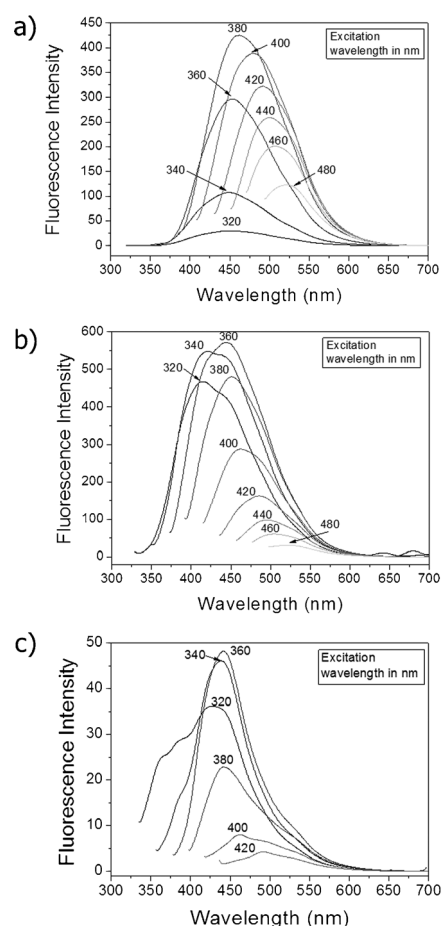 a)
Fluorescence Intensity
450
400
350
300
250
200
150
100
50
0
380
400
360
420
440
460
480
340
320
Excitation
wavelength in nm
300 350 400 450 500 550 600 650 700
Wavelength (nm)
b)
Fluorescence Intensity
600
500
400
300
200
100
0
360
340
320
380
400
420
440
460
480
Excitation
wavelength in nm
300 350 400 450 500 550 600 650 700
Wavelength (nm)
c)
Fluorescence Intensity
50
40
30
20
10
0
340
360
320
380
400
420
Excitation
wavelength in nm
300 350 400 450 500 550 600 650 700
Wavelength (nm)